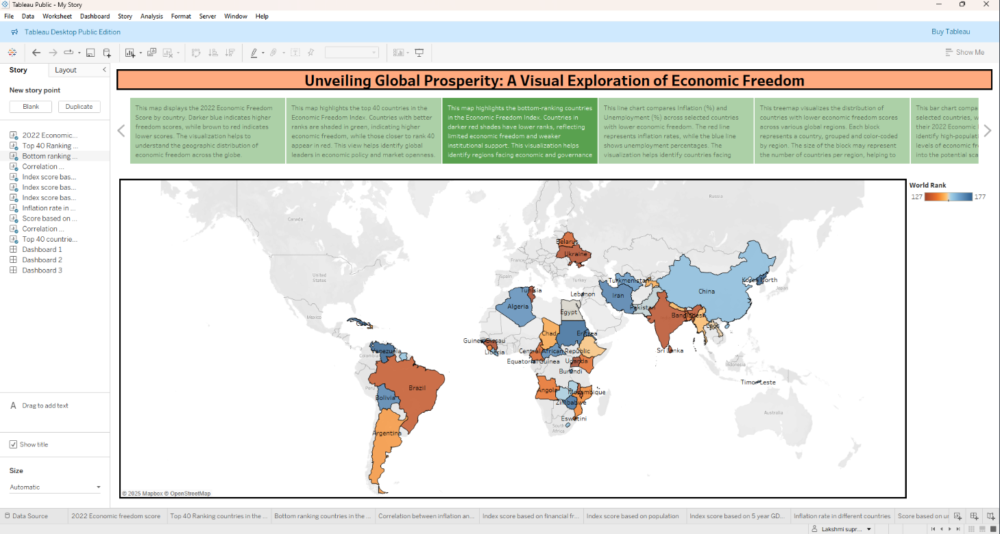 Tableau Public - My Story
File Data Worksheet Dashboard Story Analysis Format Server Window Help
Tableau Desktop Public Edition
Buy Tableau
Show Me
Story
Layout
New story point
Blank
Duplicate
2022 Economic...
Top 40 Ranking ...
Bottom ranking ...
Correlation ...
Index score bas...
Index score bas...
Index score bas...
Inflation rate in ...
Score based on ...
Correlation ...
Top 40 countrie...
Dashboard 1
Dashboard 2
Dashboard 3
A Drag to add text
Show title
Size
Automatic
Unveiling Global Prosperity: A Visual Exploration of Economic Freedom
This map displays the 2022 Economic Freedom
Score by country. Darker blue indicates higher
freedom scores, while brown to red indicates
lower scores. The visualization helps to
understand the geographic distribution of
economic freedom across the globe.
This map highlights the top 40 countries in the
Economic Freedom Index. Countries with better
ranks are shaded in green, indicating higher
economic freedom, while those closer to rank 40
appear in red. This view helps identify global
leaders in economic policy and market openness.
This map highlights the bottom-ranking countries
in the Economic Freedom Index. Countries in
darker red shades have lower ranks, reflecting
limited economic freedom and weaker
institutional support. This visualization helps
identify regions facing economic and governance
This line chart compares Inflation (%) and
Unemployment (%) across selected countries
with lower economic freedom. The red line
represents inflation rates, while the blue line
shows unemployment percentages. The
visualization helps identify countries facing
This treemap visualizes the distribution of
countries with lower economic freedom scores
across various global regions. Each block
represents a country, grouped and color-coded
by region. The size of the block may represent
the number of countries per region, helping to
This bar chart compa
selected countries, w
their 2022 Economic
identify high-populat
levels of economic fr
into the potential sca
World Rank
127
177
Russia
Canada
Belarus
Ukraine
France
United
States
Spain
Turkey
Turkmenistan
Korea North
Japan
Tunisia
Lebanon
China
Iran
Algeria
Egypt
Pakistan
Mexico
Bangladesh
Laos
Cuba
Chad
Eritrea
Guinea-Bissau
Venezuela
Liberia
Central African Republic
Sri Lanka
Colombia
Equatorial Guinea
Uganda
Indonesia
Burundi
Timor-Leste
Peru
Brazil
Angola
Mozambique
Bolivia
Zimbabwe
Australia
Eswatini
South
Africa
Argentina
© 2025 Mapbox © OpenStreetMap
Data Source
2022 Economic freedom score
Top 40 Ranking countries in the ...
Bottom ranking countries in the ...
Correlation between inflation an...
Index score based on financial fr...
Index score based on population
Index score based on 5 year GD...
Inflation rate in different countries
Score based on un
Lakshmi supr...